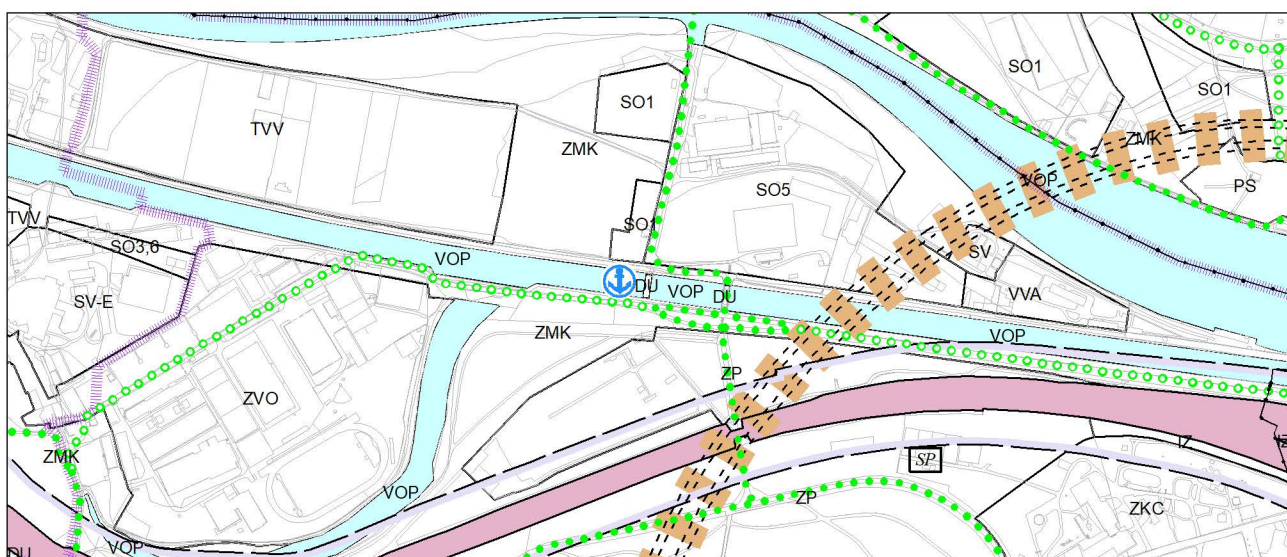 SO1
SO1
SO1
TVV
ZMK
ZMK
SO5
VOP
PS
SO1
TVV
SO3,6
VOP
SV
SV-E
DU
VOP
DU
VVA
ZMK
VOP
ZP
ZVO
IZ
SP
ZMK
VOP
ZP
ZKC
DU
VOP